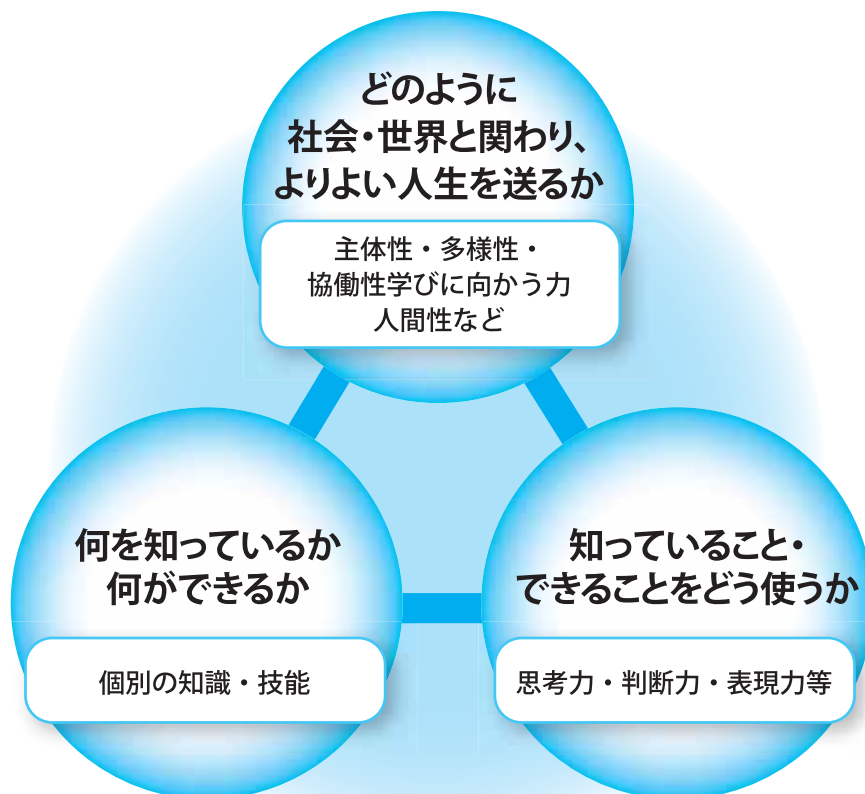 どのように
社会・世界と関わり、
よりよい人生を送るか
主体性・多様性・
協働性学びに向かう力
人間性など
何を知っているか
何ができるか
個別の知識・技能
知っていること・
できることをどう使うか
思考力・判断力・表現力等